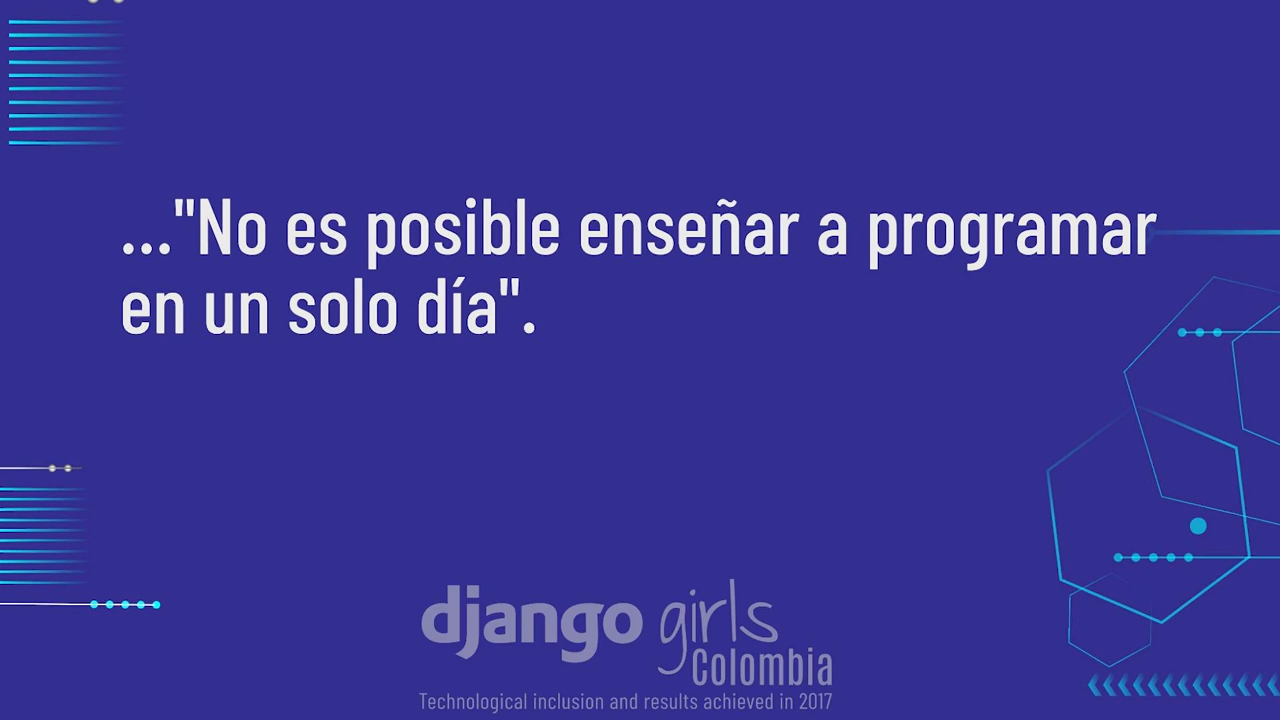 ..."No es posible enseñar a programar
en un solo día".
django girls
Colombia
Technological inclusion and results achieved in 2017